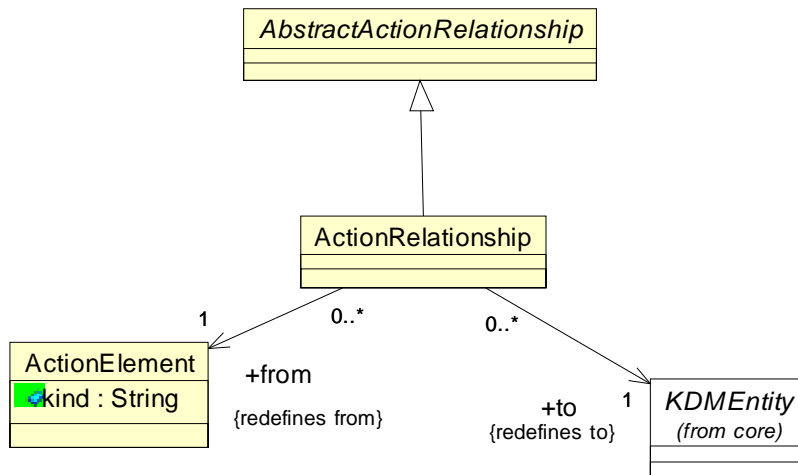 AbstractActionRelationship
ActionRelationship
1
0..*
0..*
ActionElement
kind : String
+from
{redefines from}
+to
{redefines to}
1
KDMEntity
(from core)